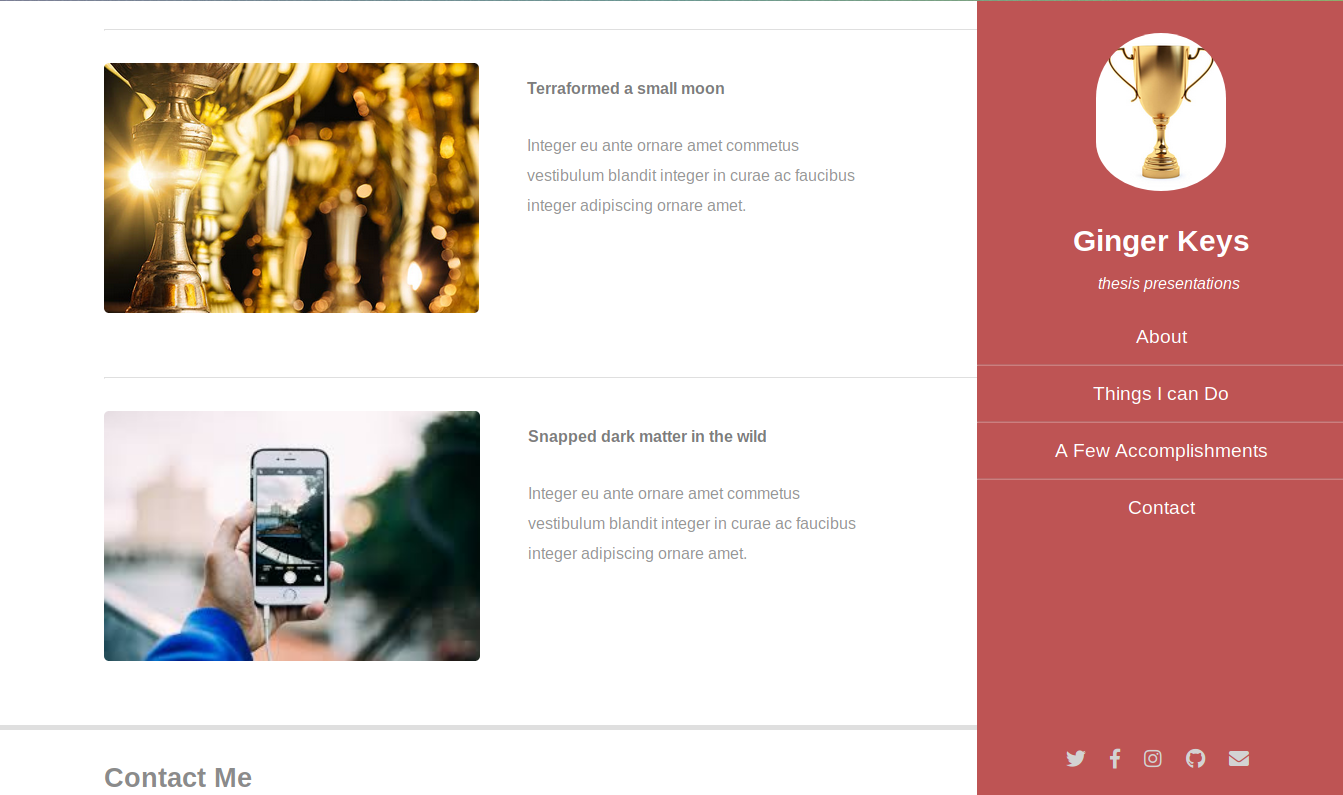 Terraformed a small moon
Integer eu ante ornare amet commetus
vestibulum blandit integer in curae ac faucibus
integer adipiscing ornare amet.
Snapped dark matter in the wild
Integer eu ante ornare amet commetus
vestibulum blandit integer in curae ac faucibus
integer adipiscing ornare amet.
Contact Me
Ginger Keys
thesis presentations
About
Things I can Do
A Few Accomplishments
Contact